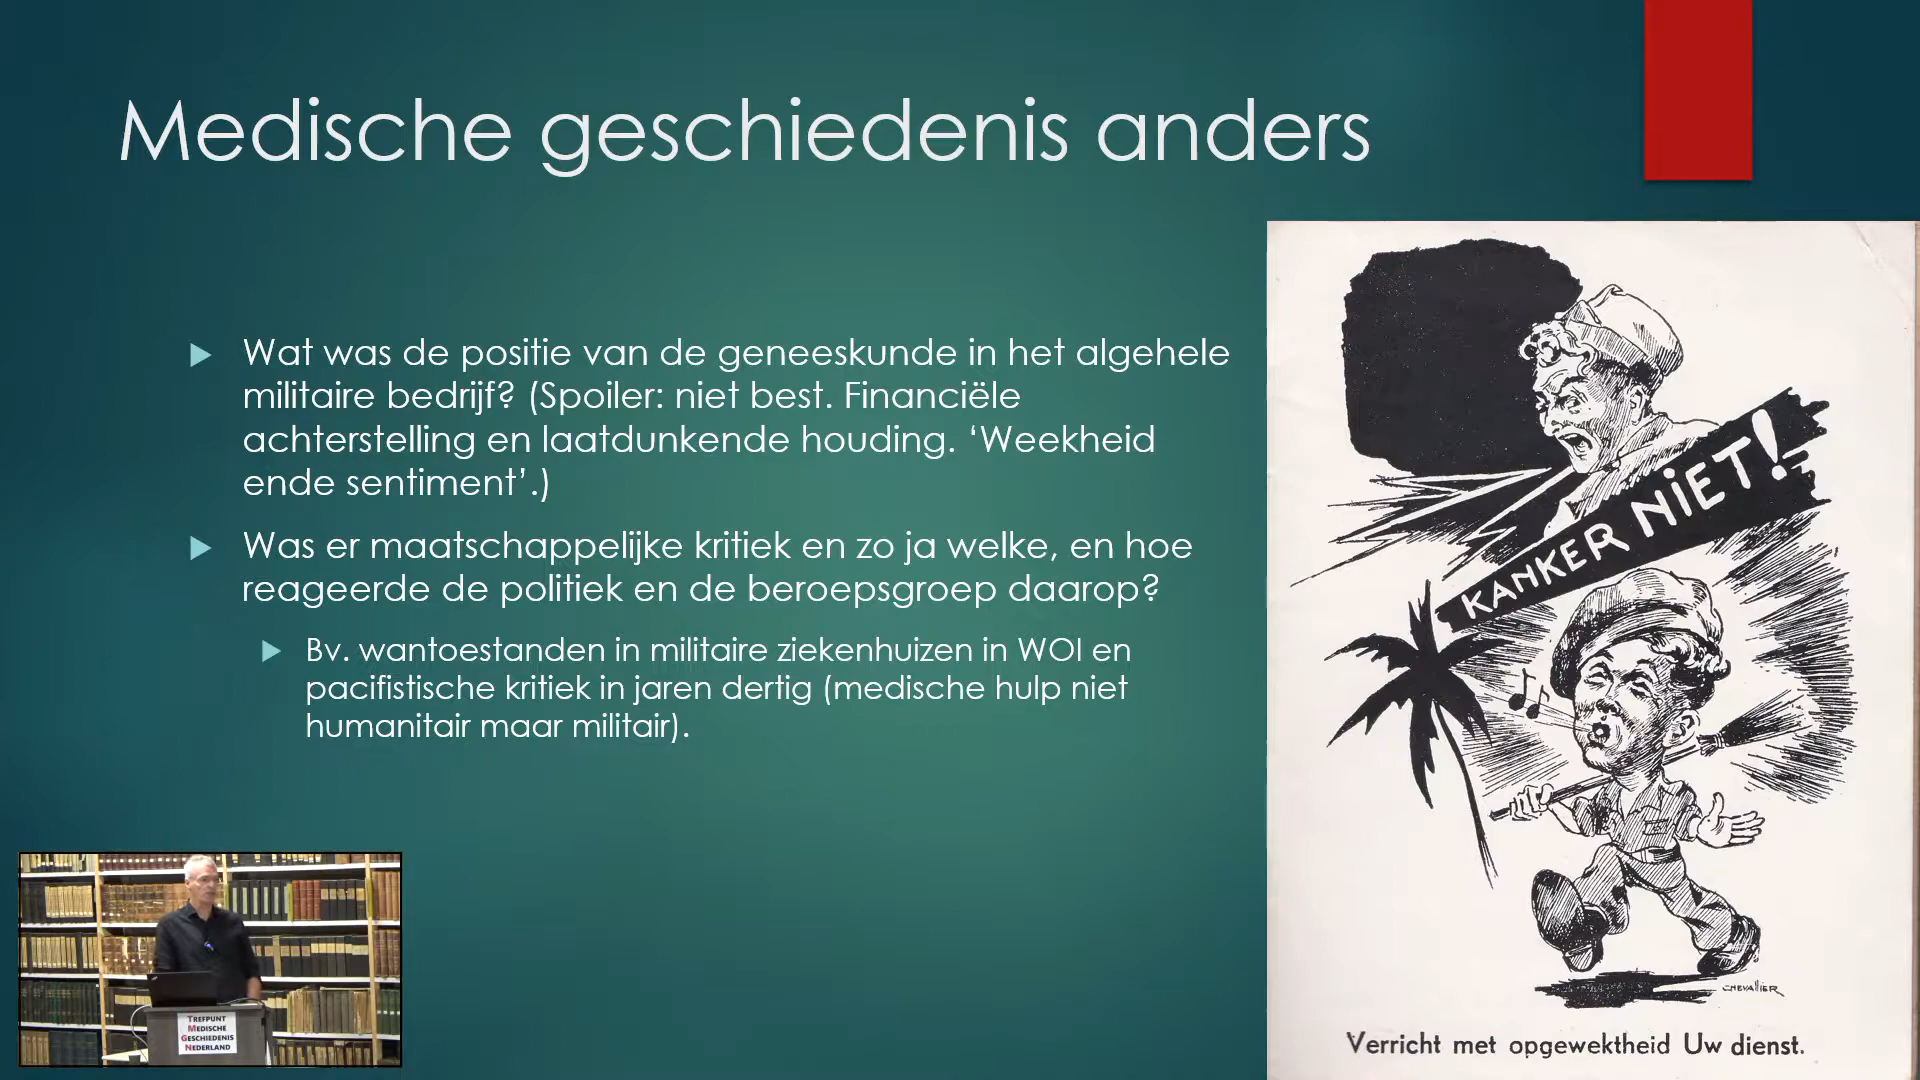 Medische geschiedenis anders
Wat was de positie van de geneeskunde in het algehele
militaire bedrijf? (Spoiler: niet best. Financiële
achterstelling en laatdunkende houding. ‘Weekheid
ende sentiment’.)
Was er maatschappelijke kritiek en zo ja welke, en hoe
reageerde de politiek en de beroepsgroep daarop?
Bv. wantoestanden in militaire ziekenhuizen in WOI en
pacifistische kritiek in jaren dertig (medische hulp niet
humanitair maar militair).
KANKER NiET!
CHEVALLIER
Verricht met opgewektheid Uw dienst.
TREFPUNT
MEDISCHE
GESCHIEDENIS
NEDERLAND